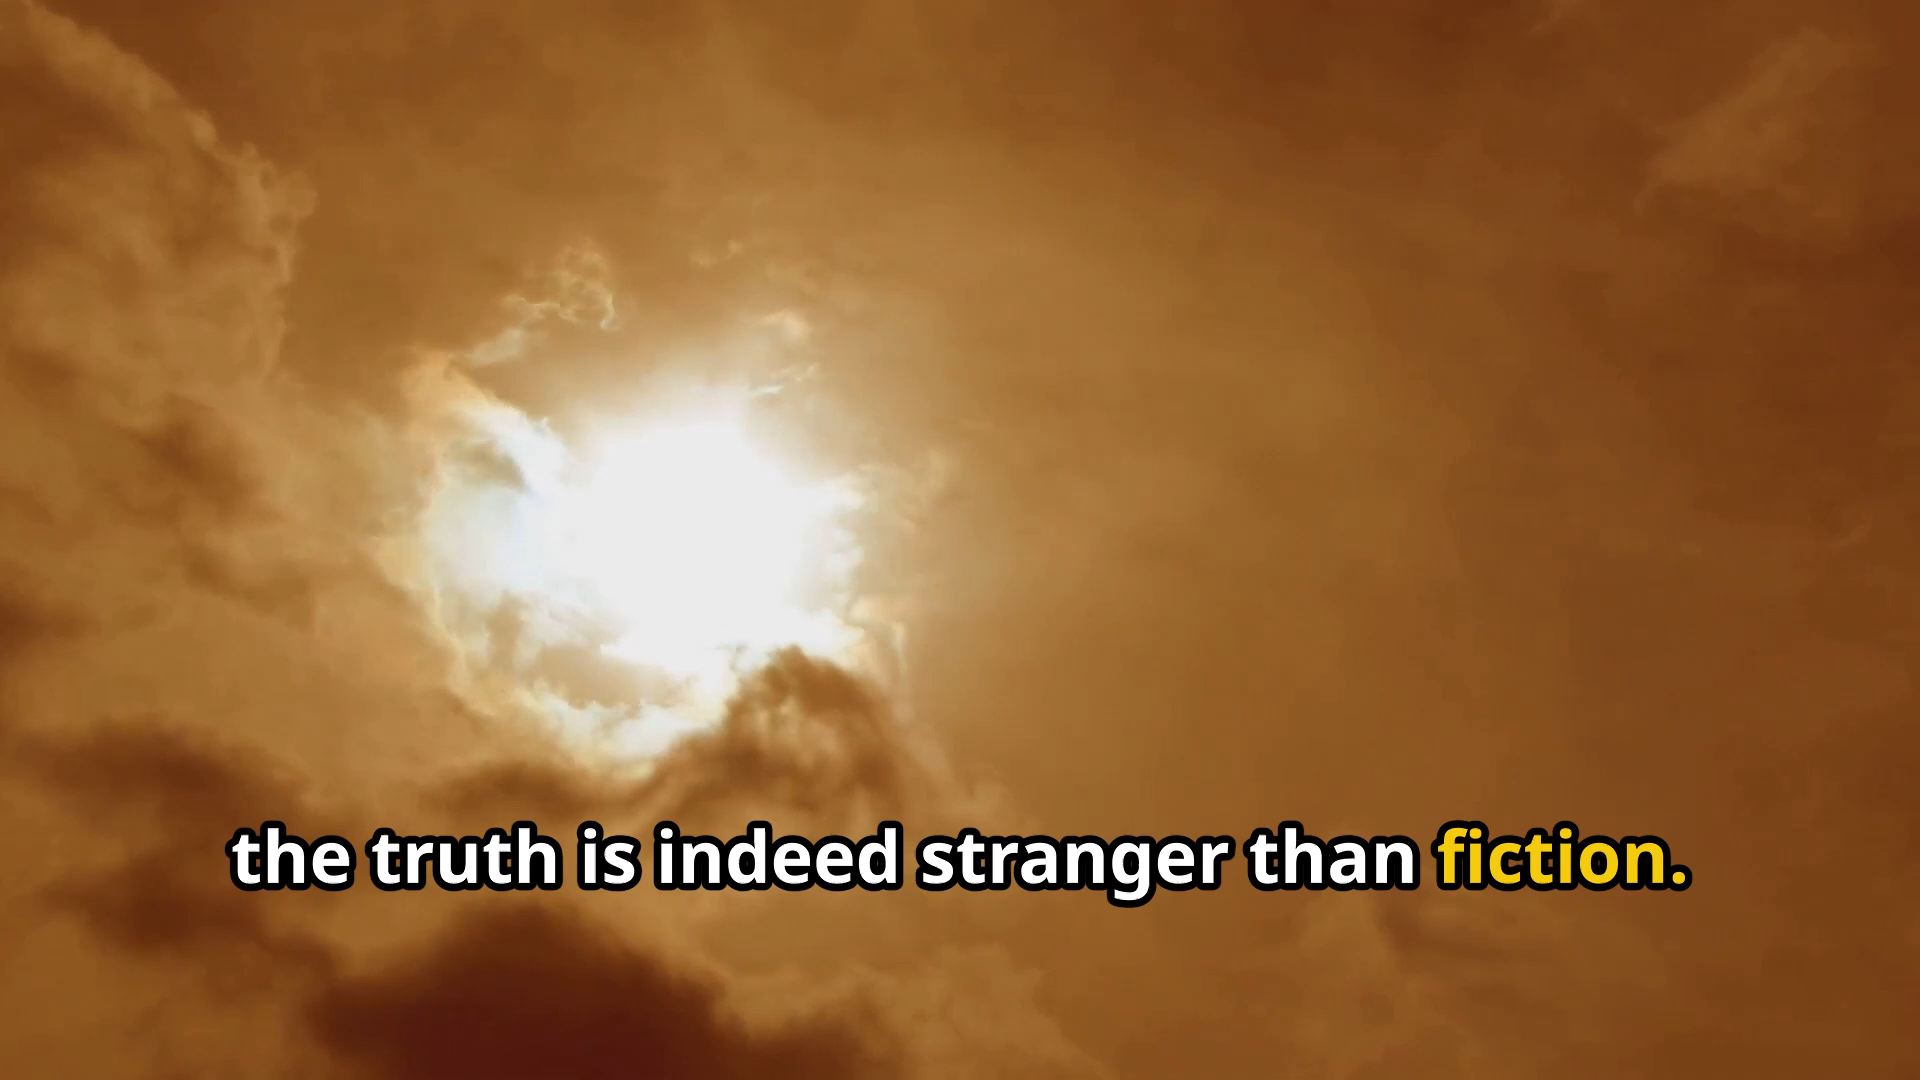 the truth is indeed stranger than fiction.